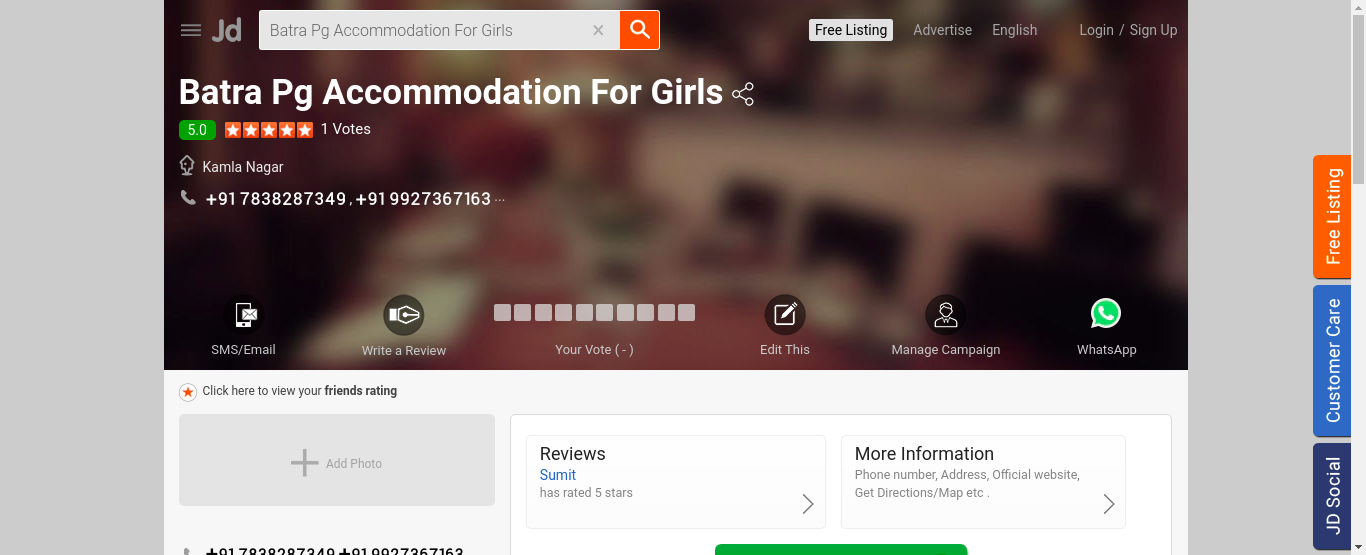 Jd
Batra Pg Accommodation For Girls
Free Listing
Advertise
English
Login / Sign Up
Batra Pg Accommodation For Girls
5.0 1 Votes
Kamla Nagar
+91 7838287349 , +91 9927367163 ...
SMS/Email
Write a Review
Your Vote ( - )
Edit This
Manage Campaign
WhatsApp
Click here to view your friends rating
Add Photo
Reviews
Sumit
has rated 5 stars
More Information
Phone number, Address, Official website,
Get Directions/Map etc .
+91 7838287349 +91 9927367163
Free Listing
Customer Care
JD Social